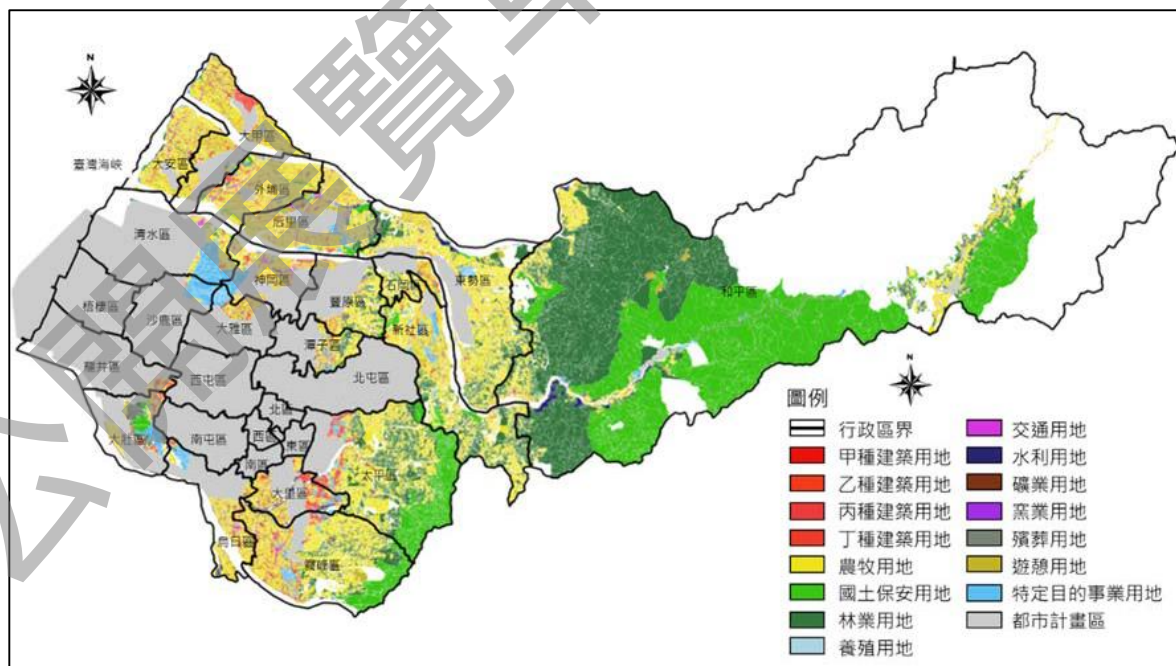 N
大甲區
臺灣海峽
大安區
外埔區
后里區
清水區
神岡區
石岡區
東勢區
和平區
豐原區
梧棲區
沙鹿區
大雅區
新社區
潭子區
龍井區
西屯區
北屯區
北區
大肚區
南屯區
西區
東區
南區
太平區
大里區
烏日區
霧峰區
N
圖例
行政區界
甲種建築用地
乙種建築用地
丙種建築用地
丁種建築用地
農牧用地
國土保安用地
林業用地
養殖用地
交通用地
水利用地
礦業用地
窯業用地
殯葬用地
遊憩用地
特定目的事業用地
都市計畫區
公開展覽草